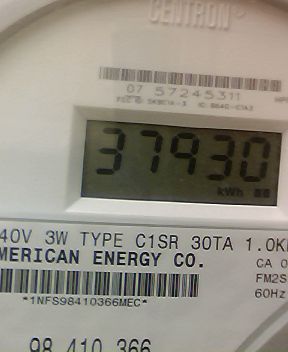 CENTRON
07 57245311
37930
kWh
40V 3W TYPE C1SR 30TA 1.0K
MERICAN ENERGY CO.
CA 0
FM2S
60Hz
*1NFS98410366MEC*
98 410 366